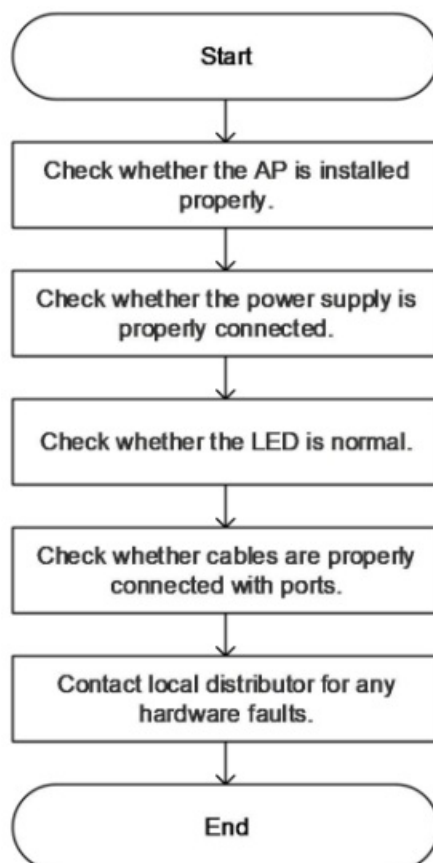 Start
Check whether the AP is installed
properly.
Check whether the power supply is
properly connected.
Check whether the LED is normal.
Check whether cables are properly
connected with ports.
Contact local distributor for any
hardware faults.
End